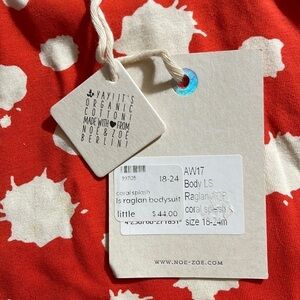 YAY! IT'S
ORGANIC
COTTON!
MADE WITH FROM
NOE&ZOE
BERLIN!
18-24
coral splash
ls raglan bodysuit
little $44.00
AW17
Body LS
Raglan
coral splash
size 18-24m
WWW.NOE-ZOE.COM